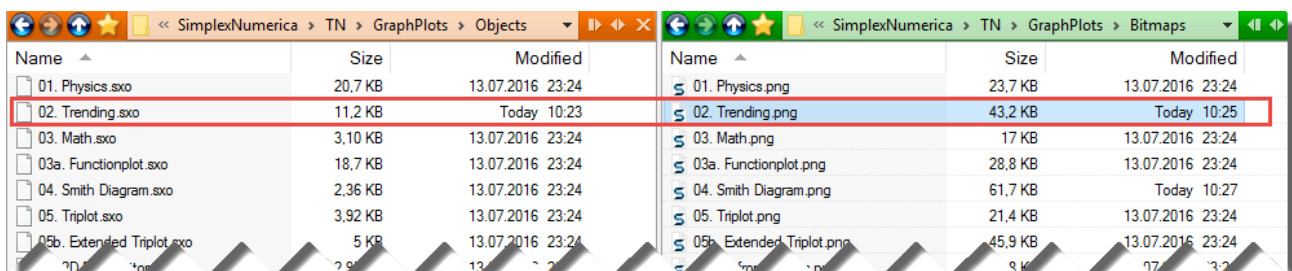 « SimplexNumerica › TN › GraphPlots › Objects
Name Size Modified
01. Physics.sxo 20,7 KB 13.07.2016 23:24
02. Trending.sxo 11,2 KB Today 10:23
03. Math.sxo 3,10 KB 13.07.2016 23:24
03a. Functionplot.sxo 18,7 KB 13.07.2016 23:24
04. Smith Diagram.sxo 2,36 KB 13.07.2016 23:24
05. Triplot.sxo 3,92 KB 13.07.2016 23:24
05b. Extended Triplot.sxo 5 KB 13.07.2016 23:24
« SimplexNumerica › TN › GraphPlots › Bitmaps
Name Size Modified
01. Physics.png 23,7 KB 13.07.2016 23:24
02. Trending.png 43,2 KB Today 10:25
03. Math.png 17 KB 13.07.2016 23:24
03a. Functionplot.png 28,8 KB 13.07.2016 23:24
04. Smith Diagram.png 61,7 KB Today 10:27
05. Triplot.png 21,4 KB 13.07.2016 23:24
05b. Extended Triplot.png 45,9 KB 13.07.2016 23:24